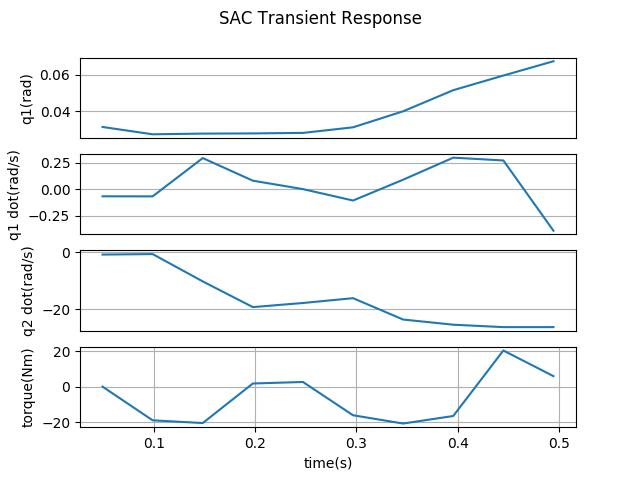 SAC Transient Response
q1(rad)
0.06
0.04
q1 dot(rad/s)
0.25
0.00
−0.25
q2 dot(rad/s)
0
−20
torque(Nm)
20
0
−20
0.1 0.2 0.3 0.4 0.5
time(s)